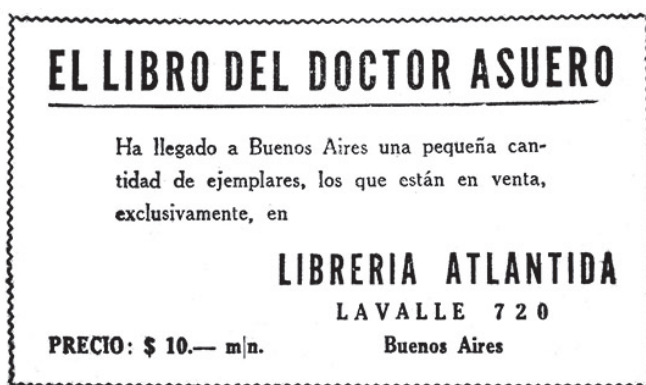 EL LIBRO DEL DOCTOR ASUERO
Ha llegado a Buenos Aires una pequeña can-
tidad de ejemplares, los que están en venta,
exclusivamente, en
LIBRERIA ATLANTIDA
LAVALLE 720
PRECIO: $ 10.— m|n. Buenos Aires